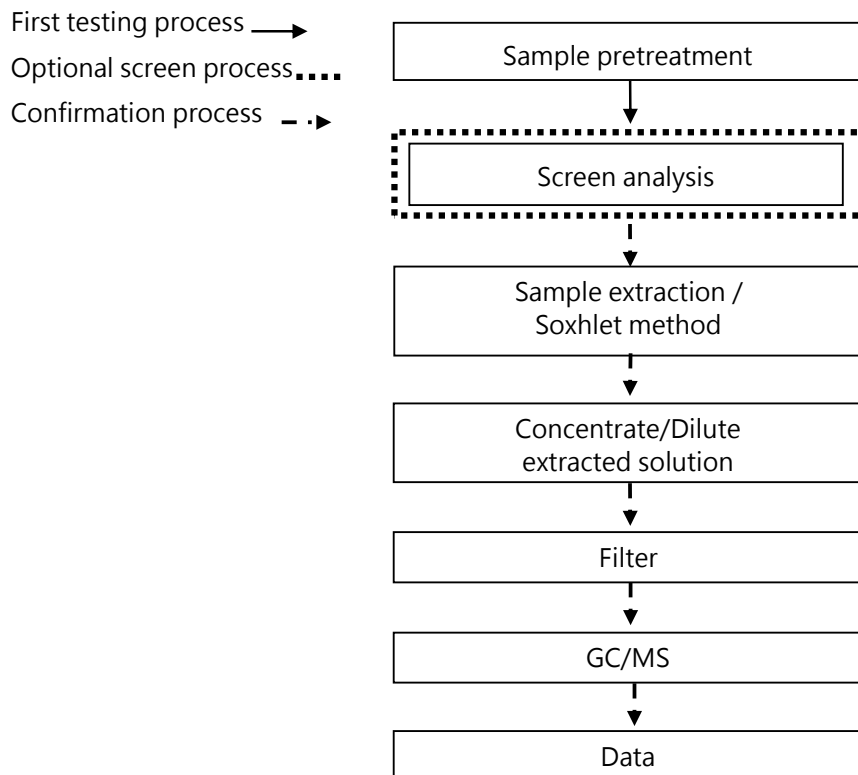 First testing process
Optional screen process
Confirmation process
Sample pretreatment
Screen analysis
Sample extraction /
Soxhlet method
Concentrate/Dilute
extracted solution
Filter
GC/MS
Data